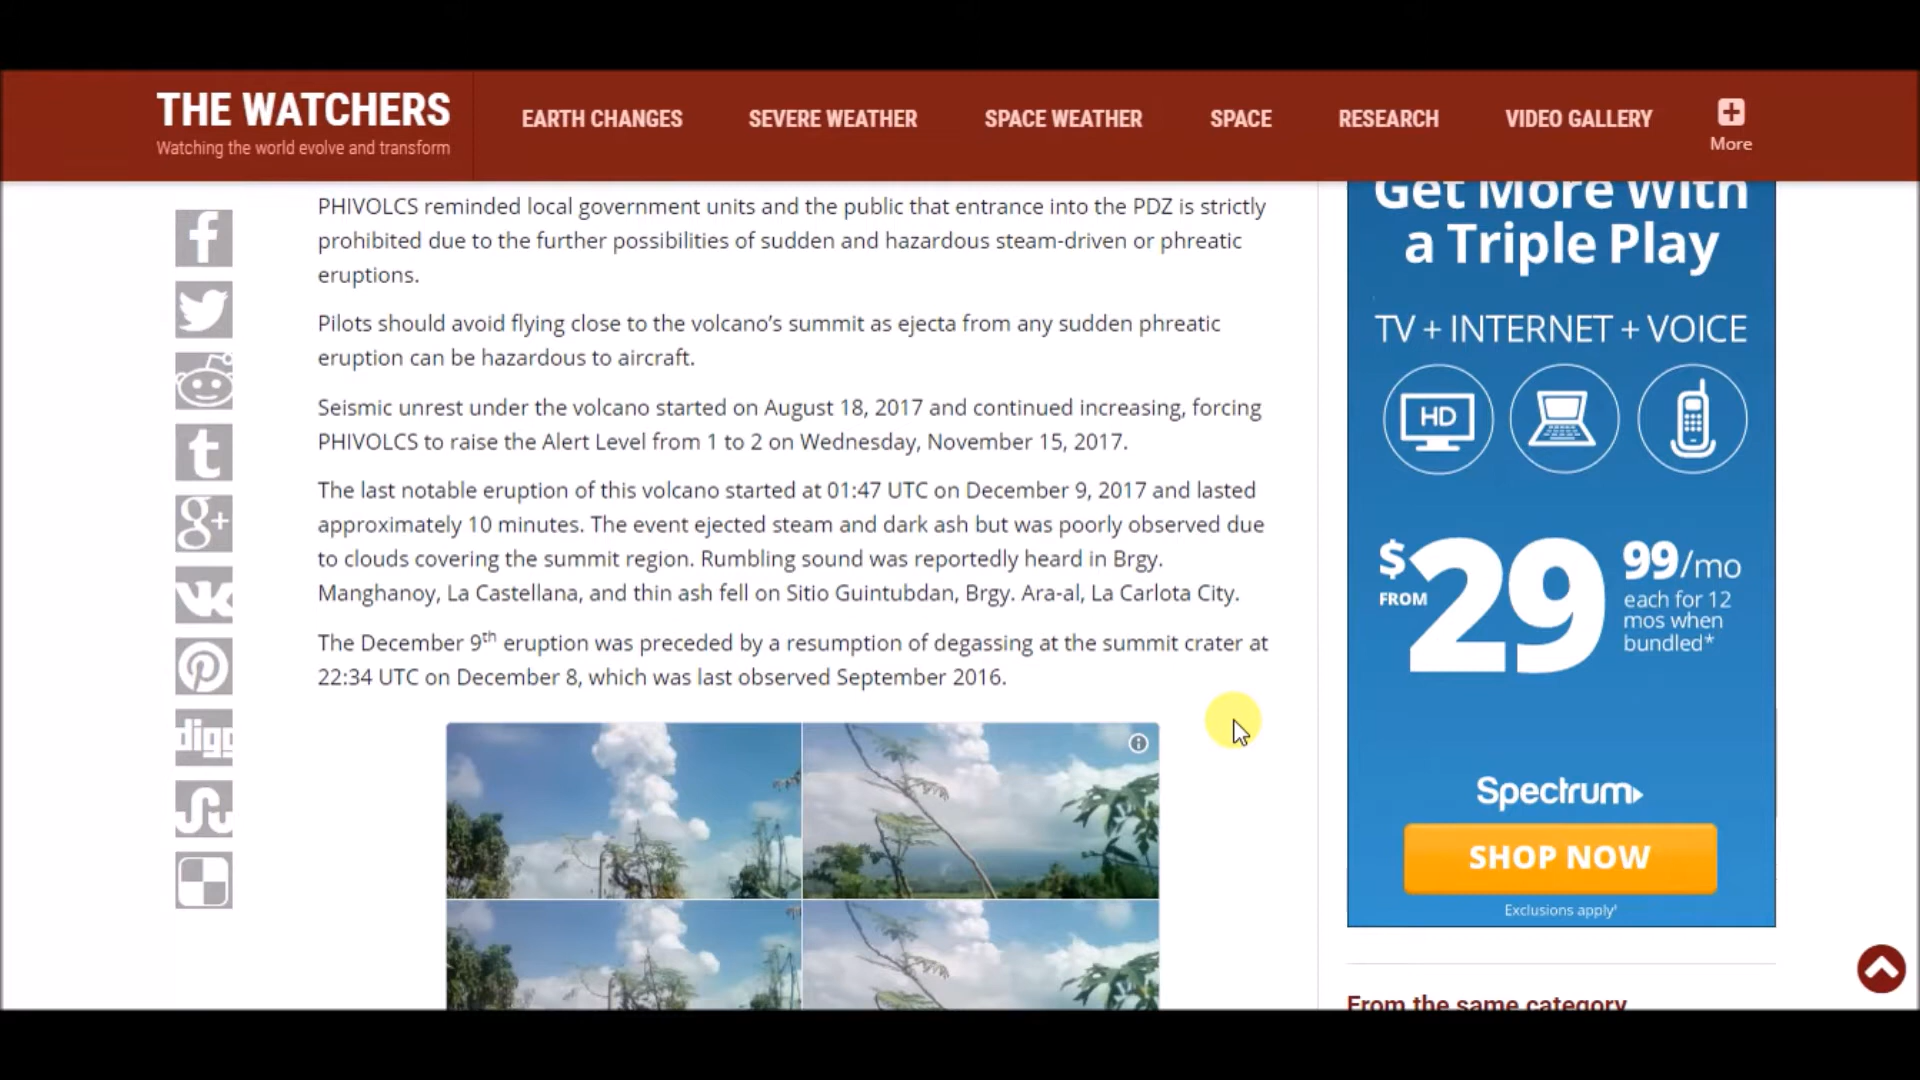 THE WATCHERS
Watching the world evolve and transform
EARTH CHANGES
SEVERE WEATHER
SPACE WEATHER
SPACE
RESEARCH
VIDEO GALLERY
More
PHIVOLCS reminded local government units and the public that entrance into the PDZ is strictly
prohibited due to the further possibilities of sudden and hazardous steam-driven or phreatic
eruptions.
Pilots should avoid flying close to the volcano's summit as ejecta from any sudden phreatic
eruption can be hazardous to aircraft.
Seismic unrest under the volcano started on August 18, 2017 and continued increasing, forcing
PHIVOLCS to raise the Alert Level from 1 to 2 on Wednesday, November 15, 2017.
The last notable eruption of this volcano started at 01:47 UTC on December 9, 2017 and lasted
approximately 10 minutes. The event ejected steam and dark ash but was poorly observed due
to clouds covering the summit region. Rumbling sound was reportedly heard in Brgy.
Manghanoy, La Castellana, and thin ash fell on Sitio Guintubdan, Brgy. Ara-al, La Carlota City.
The December 9th eruption was preceded by a resumption of degassing at the summit crater at
22:34 UTC on December 8, which was last observed September 2016.
digg
Get More With
a Triple Play
TV + INTERNET + VOICE
HD
FROM $29 99/mo
each for 12
mos when
bundled*
Spectrum
SHOP NOW
Exclusions apply†
From the same category